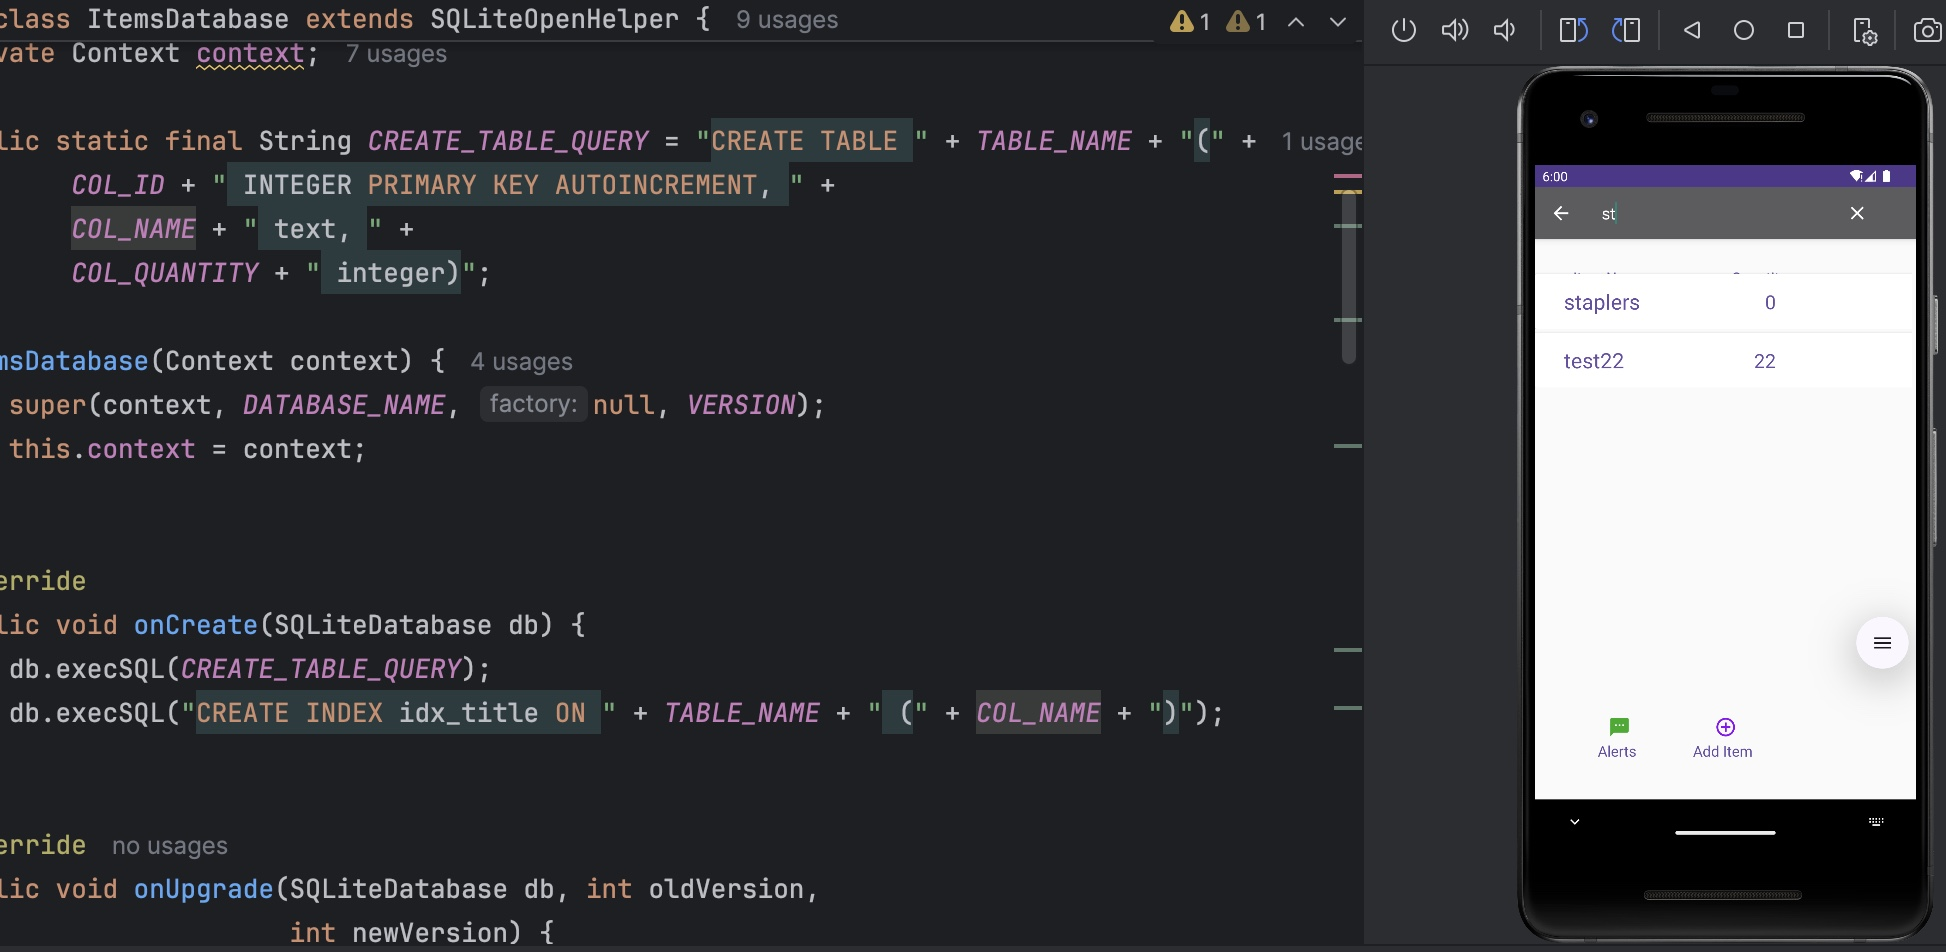 class ItemsDatabase extends SQLiteOpenHelper { 9 usages
1 1
vate Context context; 7 usages
lic static final String CREATE_TABLE_QUERY = "CREATE TABLE " + TABLE_NAME + "(" + 1 usage
COL_ID + " INTEGER PRIMARY KEY AUTOINCREMENT, " +
COL_NAME + " text, " +
COL_QUANTITY + " integer)";
msDatabase(Context context) { 4 usages
super(context, DATABASE_NAME, factory: null, VERSION);
this.context = context;
erride
lic void onCreate(SQLiteDatabase db) {
db.execSQL(CREATE_TABLE_QUERY);
db.execSQL("CREATE INDEX idx_title ON " + TABLE_NAME + " (" + COL_NAME + ")");
erride no usages
lic void onUpgrade(SQLiteDatabase db, int oldVersion,
int newVersion) {
6:00
st
staplers 0
test22 22
Alerts Add Item